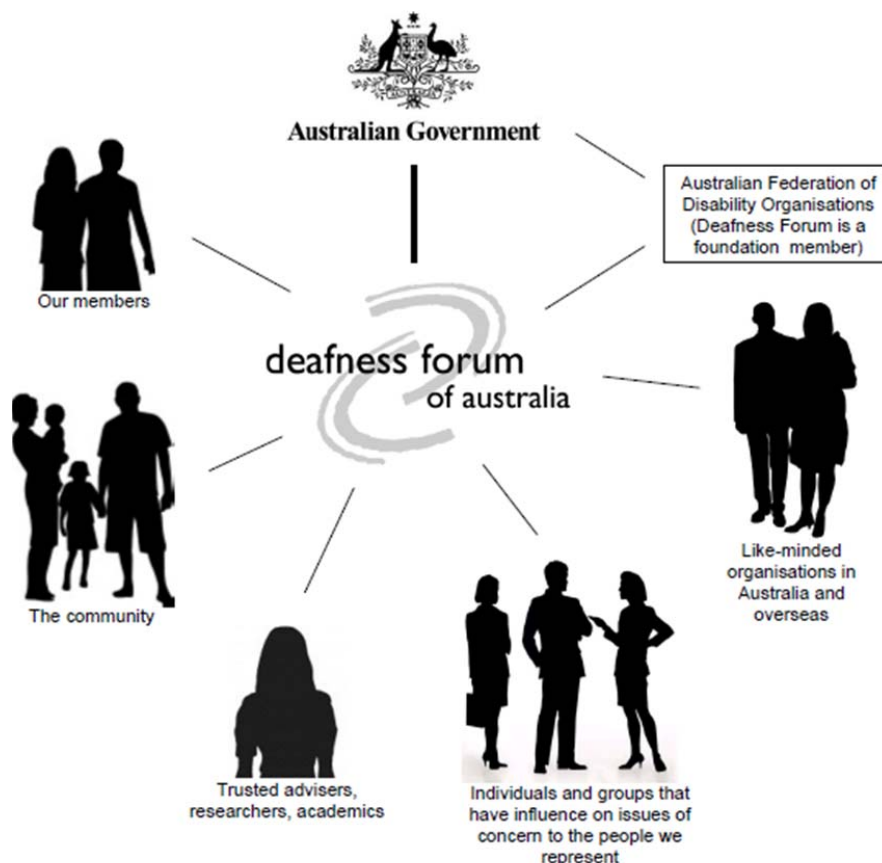 Australian Government
Australian Federation of
Disability Organisations
(Deafness Forum is a
foundation member)
Our members
deafness forum
of australia
Like-minded
organisations in
Australia and
overseas
The community
Trusted advisers,
researchers, academics
Individuals and groups that
have influence on issues of
concern to the people we
represent